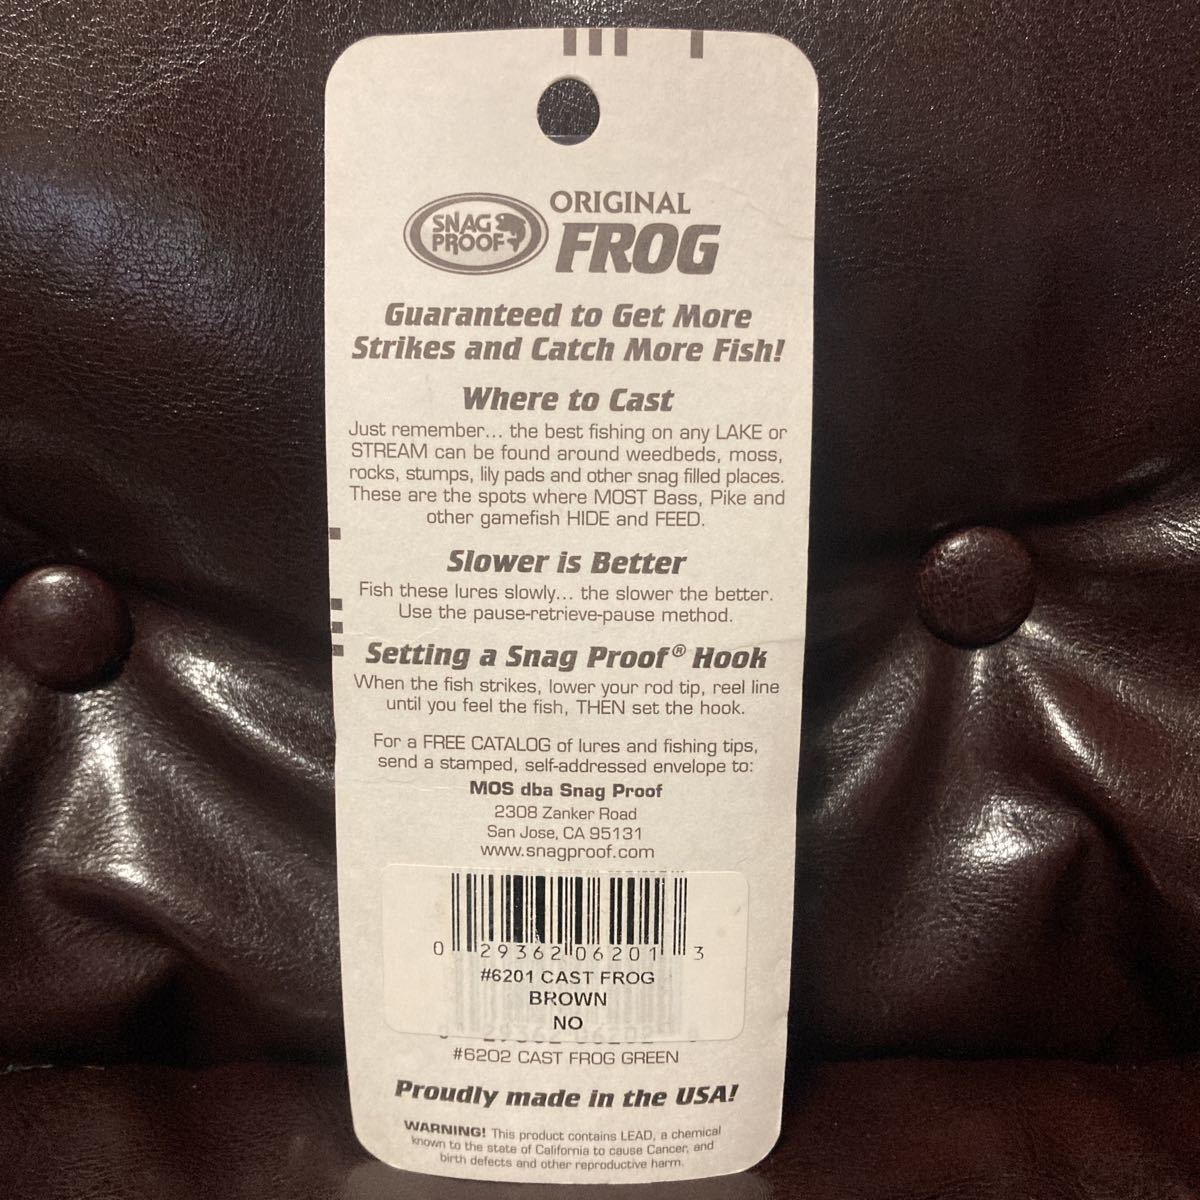 SNAG
PROOF
ORIGINAL
FROG
Guaranteed to Get More
Strikes and Catch More Fish!
Where to Cast
Just remember... the best fishing on any LAKE or
STREAM can be found around weedbeds, moss,
rocks, stumps, lily pads and other snag filled places.
These are the spots where MOST Bass, Pike and
other gamefish HIDE and FEED.
Slower is Better
Fish these lures slowly... the slower the better.
Use the pause-retrieve-pause method.
Setting a Snag Proof® Hook
When the fish strikes, lower your rod tip, reel line
until you feel the fish, THEN set the hook.
For a FREE CATALOG of lures and fishing tips,
send a stamped, self-addressed envelope to:
MOS dba Snag Proof
2308 Zanker Road
San Jose, CA 95131
www.snagproof.com
0 29362 06201 3
#6201 CAST FROG
BROWN
NO
#6202 CAST FROG GREEN
Proudly made in the USA!
WARNING! This product contains LEAD, a chemical
known to the state of California to cause Cancer, and
birth defects and other reproductive harm.